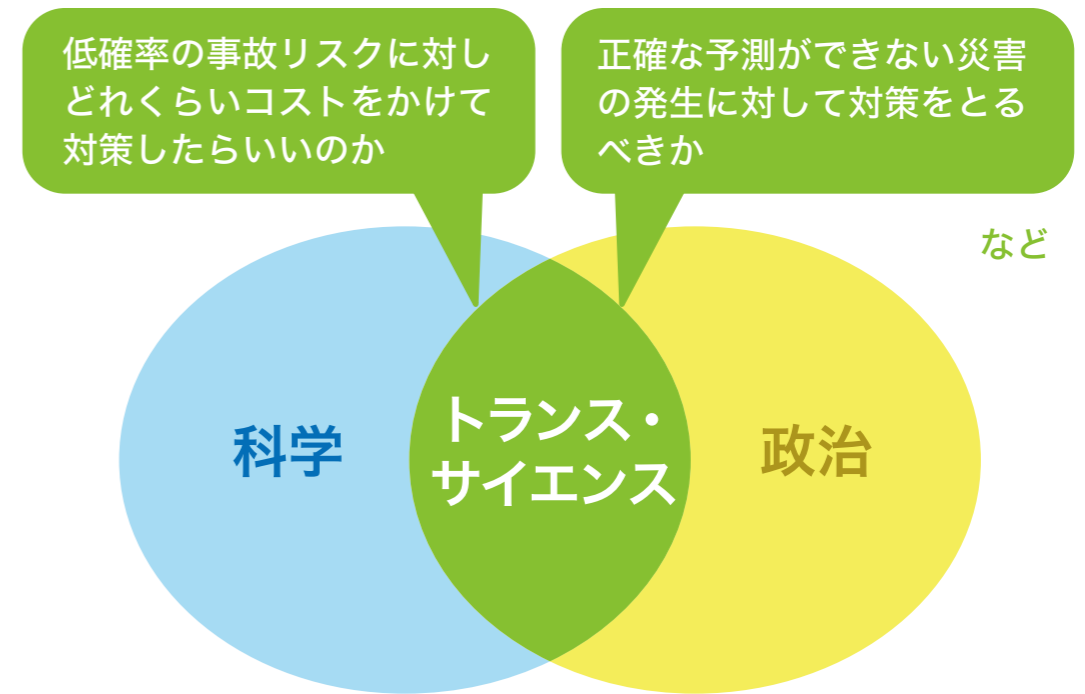 低確率の事故リスクに対し
どれくらいコストをかけて
対策したらいいのか
正確な予測ができない災害
の発生に対して対策をとる
べきか
など
科学
トランス・
サイエンス
政治